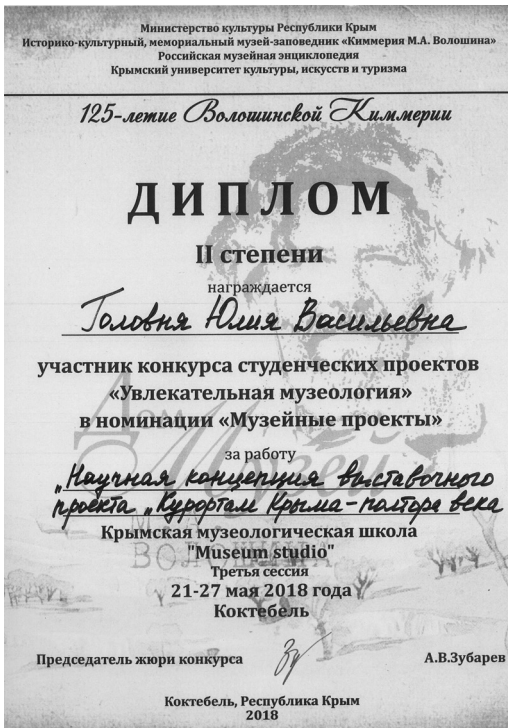 Министерство культуры Республики Крым
Историко-культурный, мемориальный музей-заповедник «Киммерия М.А. Волошина»
Российская музейная энциклопедия
Крымский университет культуры, искусств и туризма
125-летие Волошинской Киммерии
ДИПЛОМ
II степени
награждается
Головня Юлия Васильевна
участник конкурса студенческих проектов
«Увлекательная музеология»
в номинации «Музейные проекты»
за работу
„Научная концепция выставочного
проекта „Курортам Крыма-полтора века
Крымская музеологическая школа
"Museum studio"
Третья сессия
21-27 мая 2018 года
Коктебель
Председатель жюри конкурса А.В.Зубарев
Коктебель, Республика Крым
2018
Дом
Музей
ВОЛОШИНА